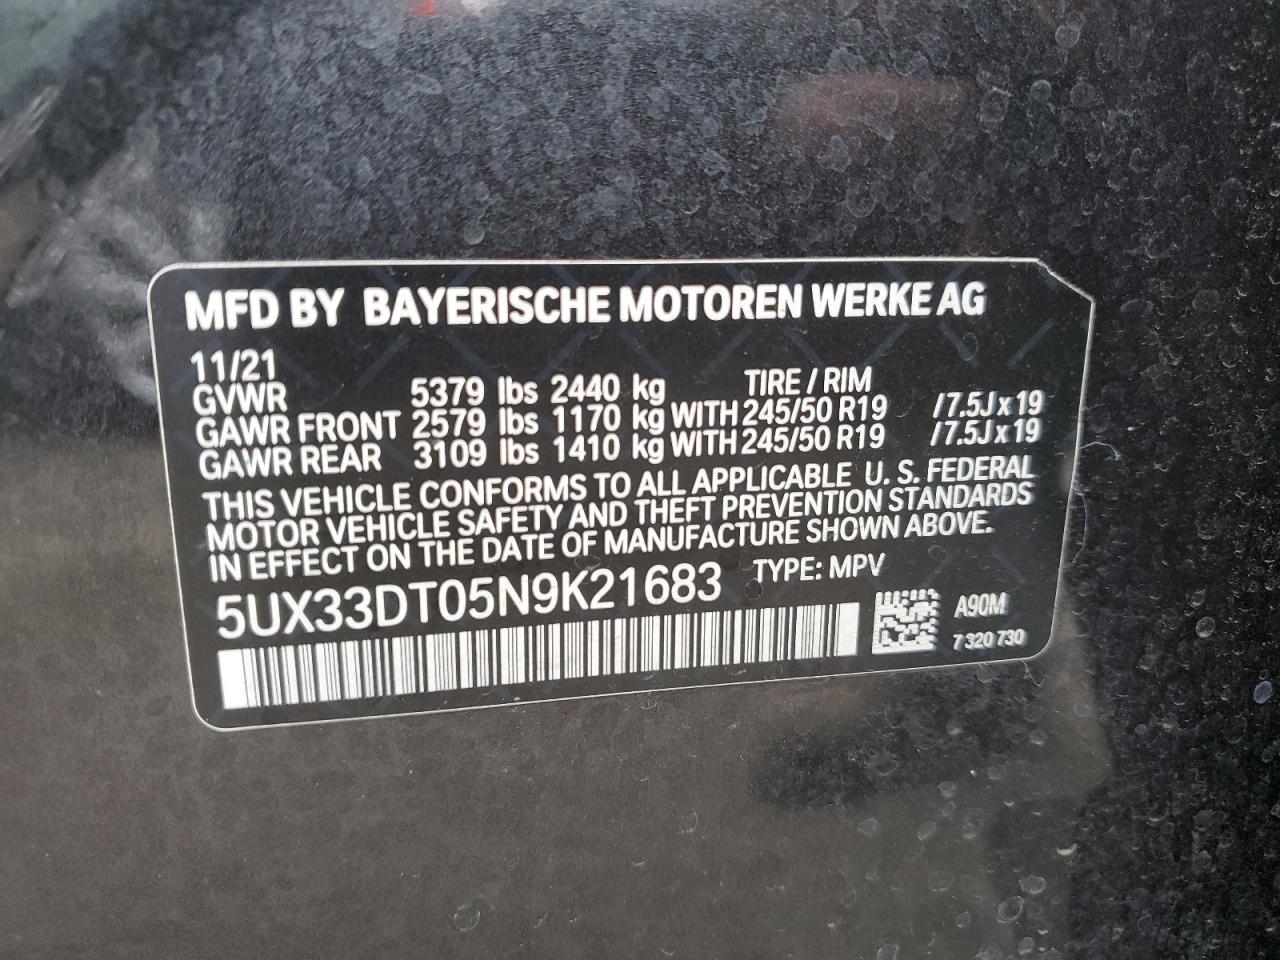 MFD BY BAYERISCHE MOTOREN WERKE AG
11/21 TIRE / RIM
GVWR 5379 lbs 2440 kg
GAWR FRONT 2579 lbs 1170 kg WITH 245/50 R19 /7.5J x 19
GAWR REAR 3109 lbs 1410 kg WITH 245/50 R19 /7.5J x 19
THIS VEHICLE CONFORMS TO ALL APPLICABLE U. S. FEDERAL
MOTOR VEHICLE SAFETY AND THEFT PREVENTION STANDARDS
IN EFFECT ON THE DATE OF MANUFACTURE SHOWN ABOVE.
5UX33DT05N9K21683 TYPE: MPV
A90M
7 320 730